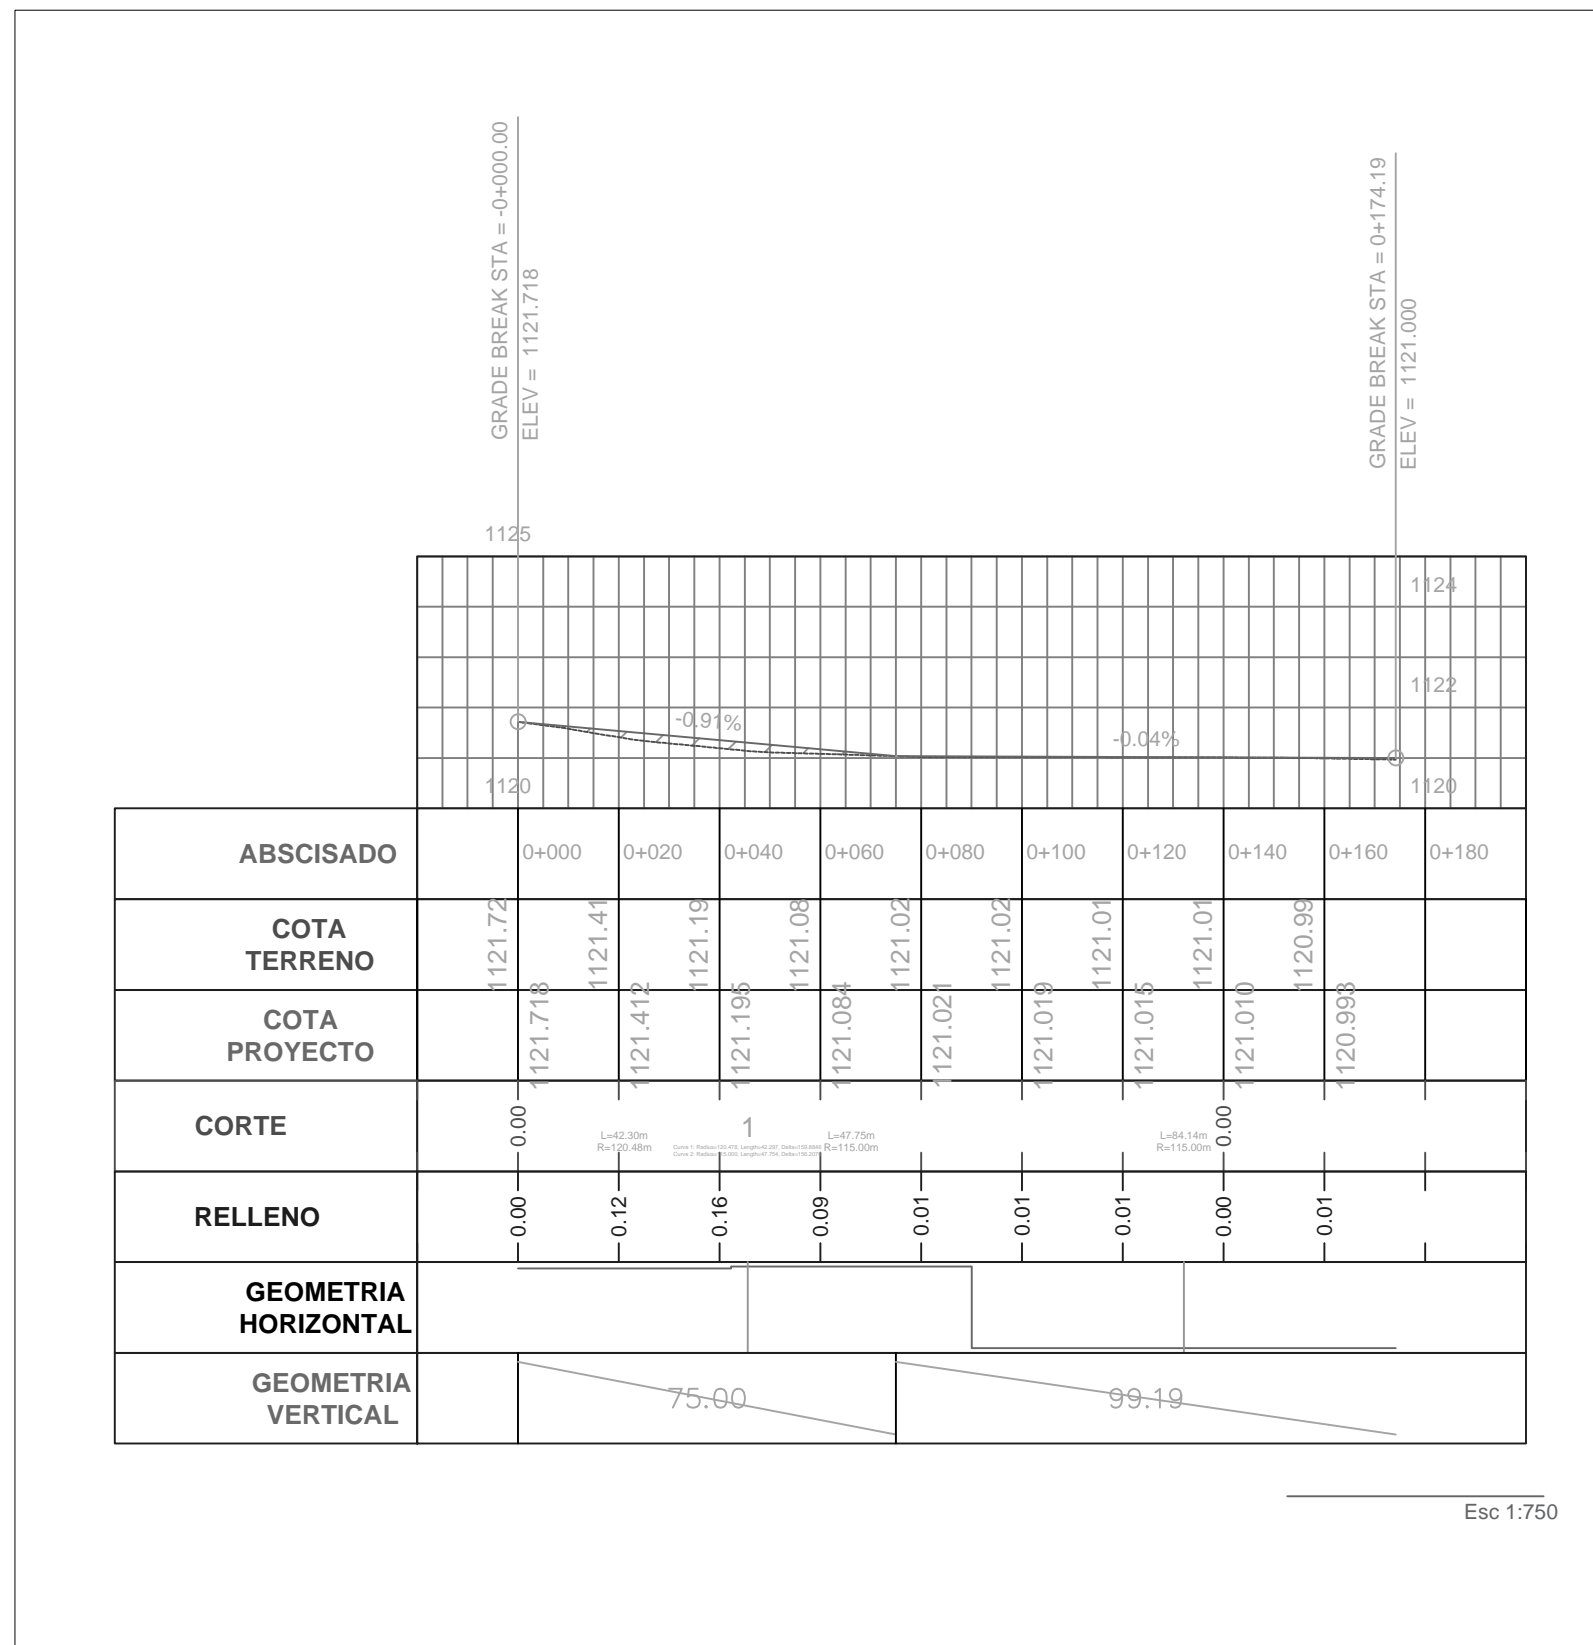 GRADE BREAK STA = -0+000.00
ELEV = 1121.718
GRADE BREAK STA = 0+174.19
ELEV = 1121.000
1125
1124
1122
-0.91%
-0.04%
1120
1120
ABSCISADO
0+000 0+020 0+040 0+060 0+080 0+100 0+120 0+140 0+160 0+180
COTA
TERRENO
1121.72 1121.41 1121.19 1121.08 1121.02 1121.02 1121.01 1121.01 1120.99
COTA
PROYECTO
1121.718 1121.412 1121.195 1121.084 1121.021 1121.019 1121.015 1121.010 1120.993
CORTE
0.00
L=42.30m
R=120.48m
1
L=47.75m
R=115.00m
L=84.14m
R=115.00m
0.00
RELLENO
0.00 0.12 0.16 0.09 0.01 0.01 0.01 0.00 0.01
GEOMETRIA
HORIZONTAL
GEOMETRIA
VERTICAL
75.00
99.19
Esc 1:750